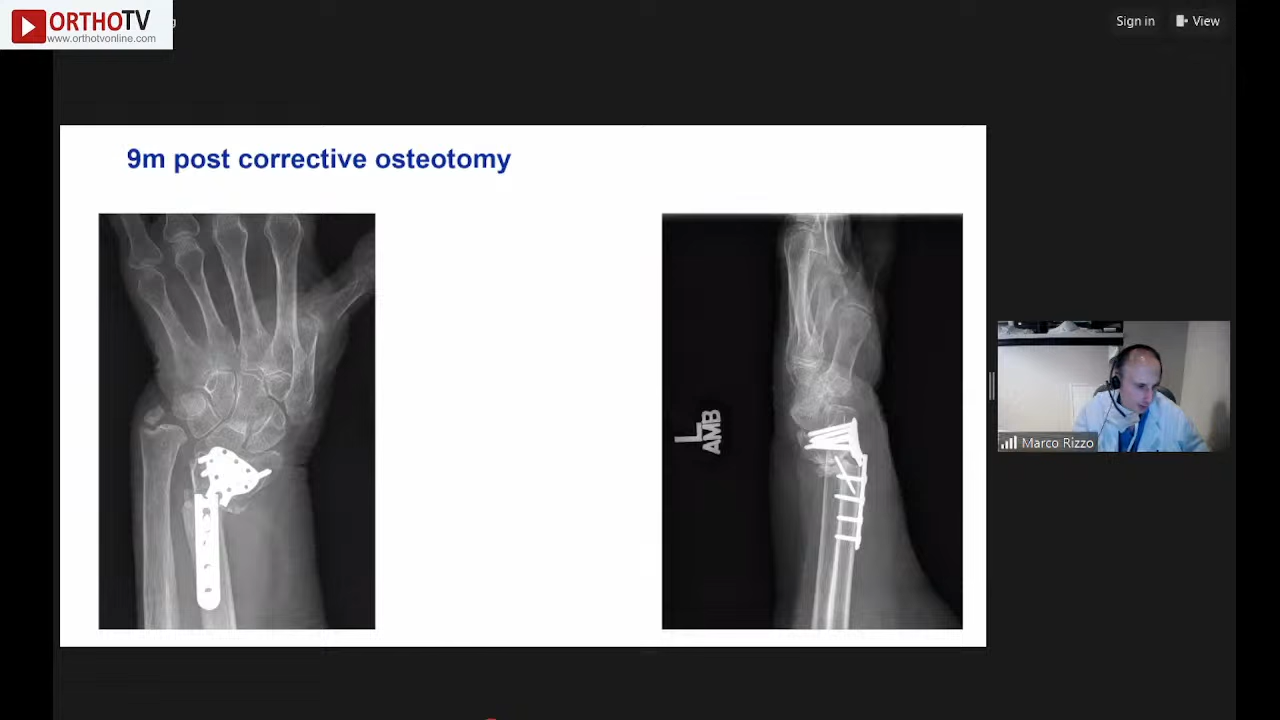 ORTHOTV
www.orthotvonline.com
Sign in
View
9m post corrective osteotomy
L
AMB
Marco Rizzo